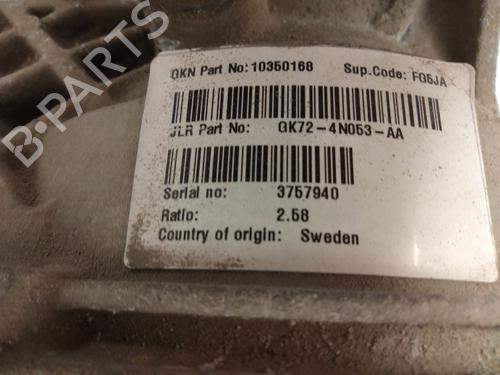 GKN Part No: 10350168 Sup.Code: FG5JA
JLR Part No: GK72-4N053-AA
Serial no: 3757940
Ratio: 2.58
Country of origin: Sweden
B-PARTS